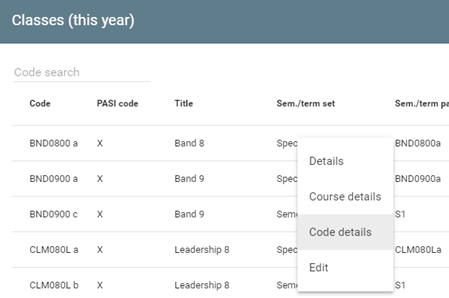 Classes (this year)
Code search
Code PASI code Title Sem./term set Sem./term pa
BND0800 a X Band 8 Spec BND0800a
Details
BND0900 a X Band 9 Spec BND0900a
Course details
BND0900 c X Band 9 Seme S1
Code details
CLM080L a X Leadership 8 Spec CLM080La
Edit
CLM080L b X Leadership 8 Seme S1